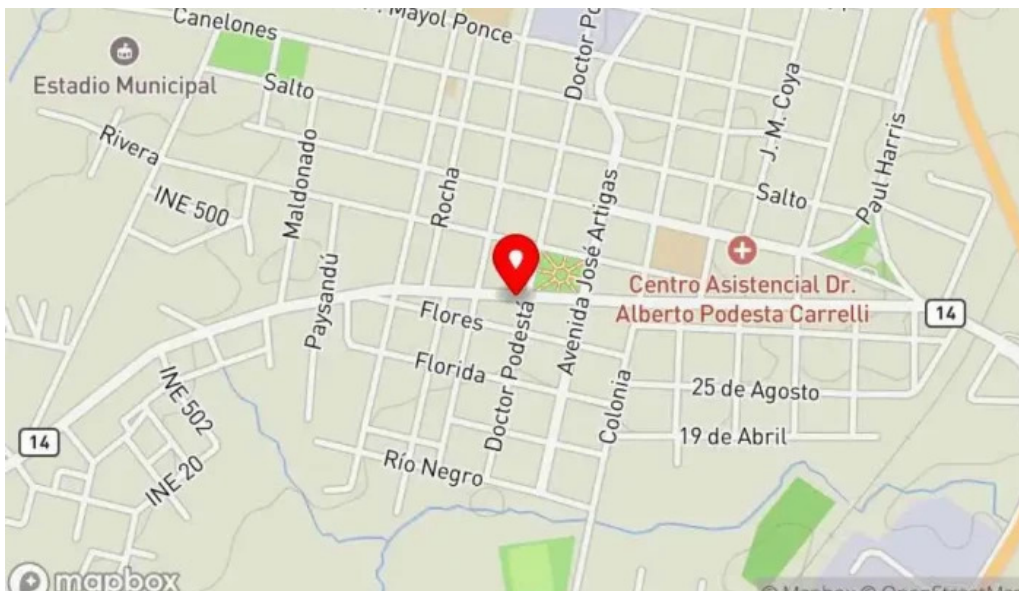 Canelones
Mayol Ponce
Doctor Po
Estadio Municipal
Salto
J. M. Coya
Paul Harris
Rivera
Maldonado
INE 500
Rocha
Salto
Avenida José Artigas
Paysandú
Centro Asistencial Dr.
Alberto Podesta Carrelli
14
Flores
Doctor Podestá
Florida
25 de Agosto
INE 502
Colonia
19 de Abril
14
Río Negro
INE 20
mapbox